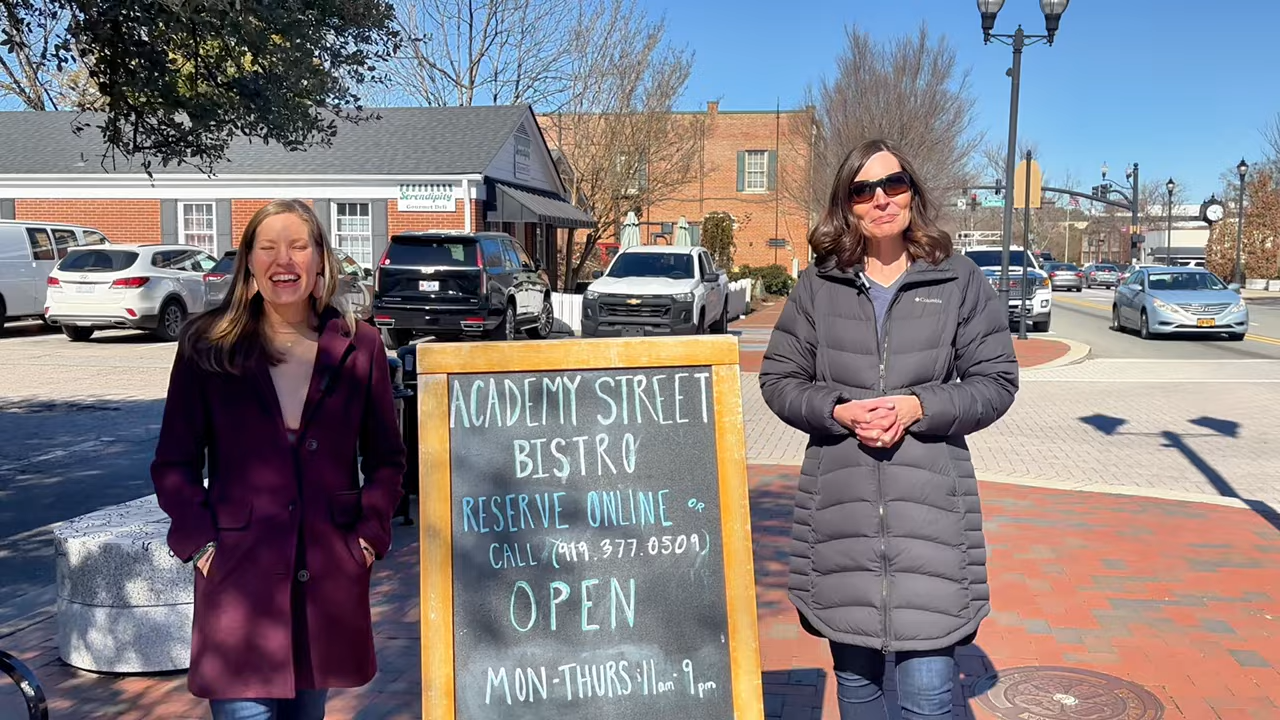 Serendipity
Gourmet Deli
Columbia
ACADEMY STREET
BISTRO
RESERVE ONLINE OR
CALL (919.377.0509)
OPEN
MON-THURS: 11am-9pm